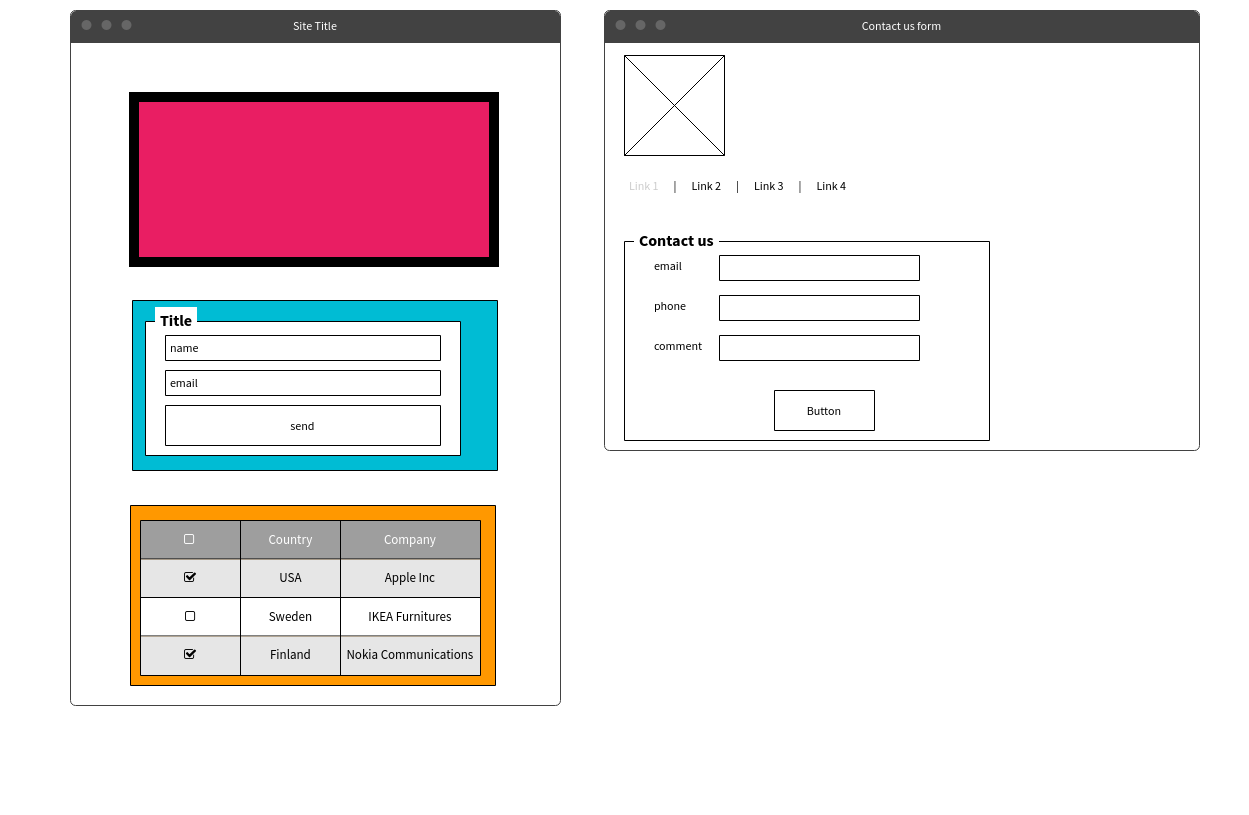 Site Title
Title
name
email
send
Country Company
USA Apple Inc
Sweden IKEA Furnitures
Finland Nokia Communications
Contact us form
Link 1 | Link 2 | Link 3 | Link 4
Contact us
email
phone
comment
Button